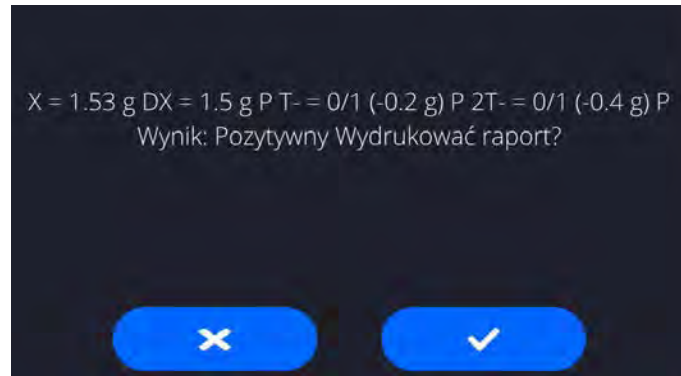 X = 1.53 g DX = 1.5 g P T- = 0/1 (-0.2 g) P 2T- = 0/1 (-0.4 g) P
Wynik: Pozytywny Wydrukować raport?